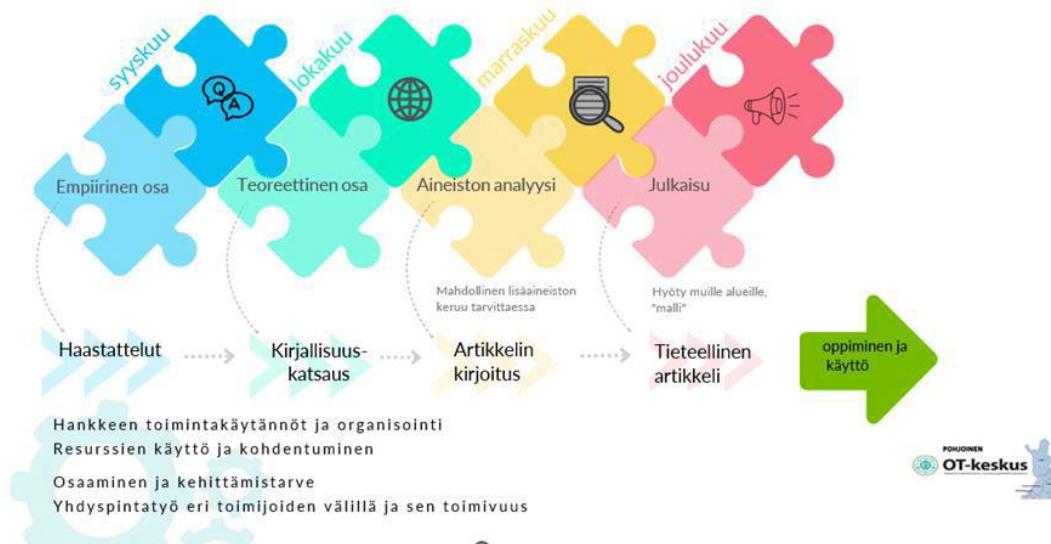 syyskuu
lokakuu
marraskuu
joulukuu
Q
A
Empiirinen osa
Teoreettinen osa
Aineiston analyysi
Julkaisu
Mahdollinen lisäaineiston
keruu tarvittaessa
Hyöty muille alueille,
"malli"
Haastattelut
Kirjallisuus-
katsaus
Artikkelin
kirjoitus
Tieteellinen
artikkeli
oppiminen ja
käyttö
Hankkeen toimintakäytännöt ja organisointi
Resurssien käyttö ja kohdentuminen
Osaaminen ja kehittämistarve
Yhdyspintatyö eri toimijoiden välillä ja sen toimivuus
POHJOINEN
OT-keskus